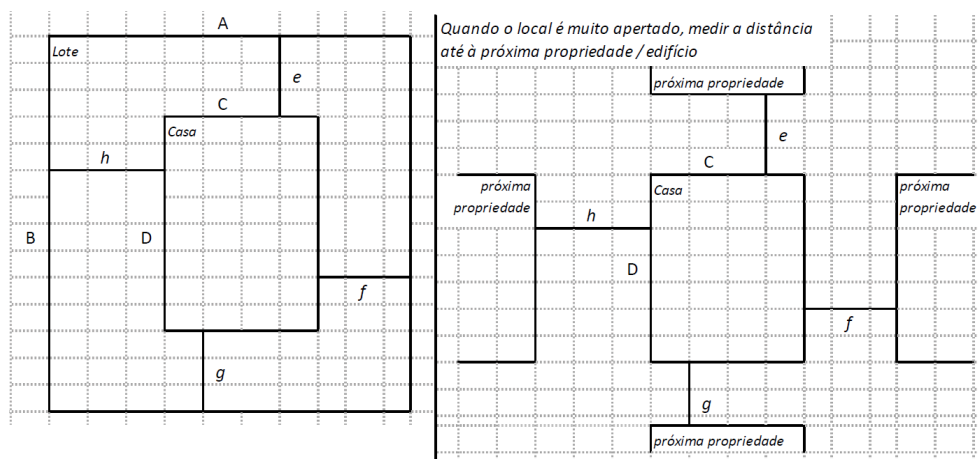 A
Lote
e
C
Casa
h
B
D
f
g
Quando o local é muito apertado, medir a distância
até à próxima propriedade / edifício
próxima propriedade
e
C
próxima
propriedade
Casa
próxima
propriedade
h
D
f
g
próxima propriedade